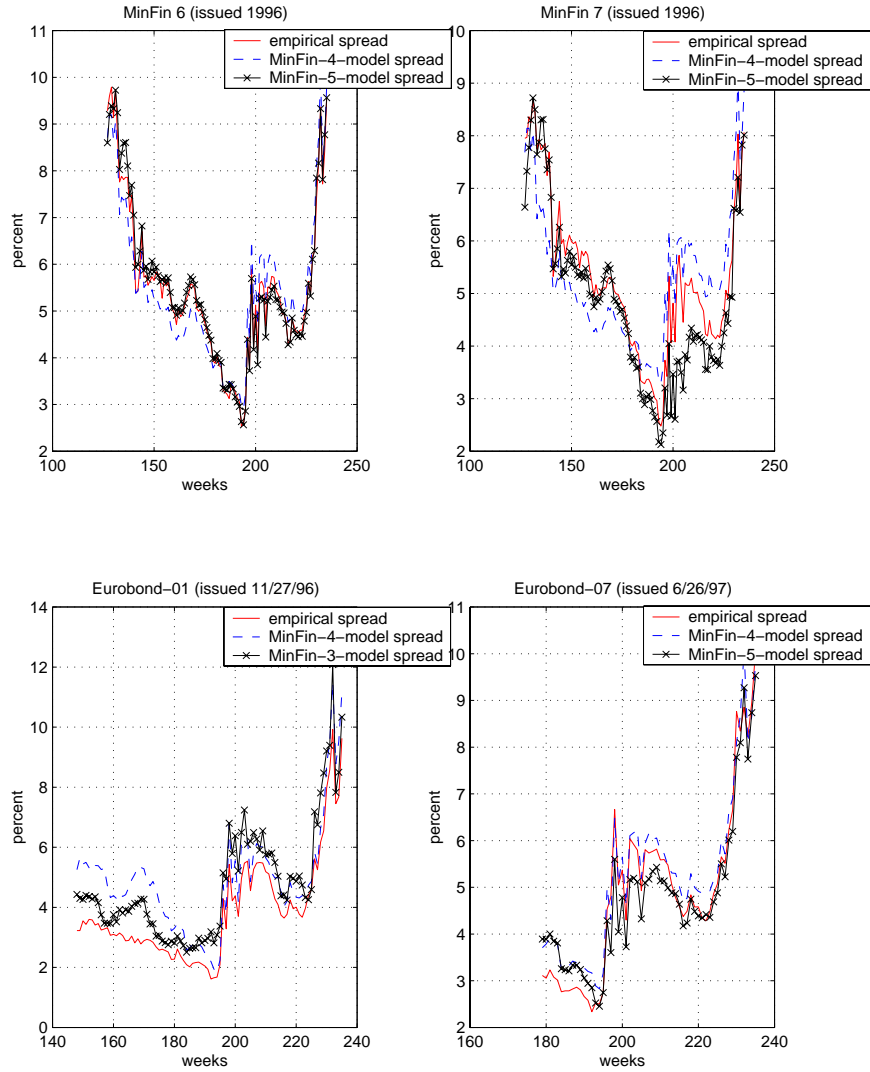 MinFin 6 (issued 1996)
empirical spread
MinFin−4−model spread
MinFin−5−model spread
11
10
9
8
7
6
5
4
3
2
percent
100
150
200
250
weeks
MinFin 7 (issued 1996)
empirical spread
MinFin−4−model spread
MinFin−5−model spread
10
9
8
7
6
5
4
3
2
percent
100
150
200
250
weeks
Eurobond−01 (issued 11/27/96)
empirical spread
MinFin−4−model spread
MinFin−3−model spread
14
12
10
8
6
4
2
0
percent
140
160
180
200
220
240
weeks
Eurobond−07 (issued 6/26/97)
empirical spread
MinFin−4−model spread
MinFin−5−model spread
11
10
9
8
7
6
5
4
3
2
percent
160
180
200
220
240
weeks